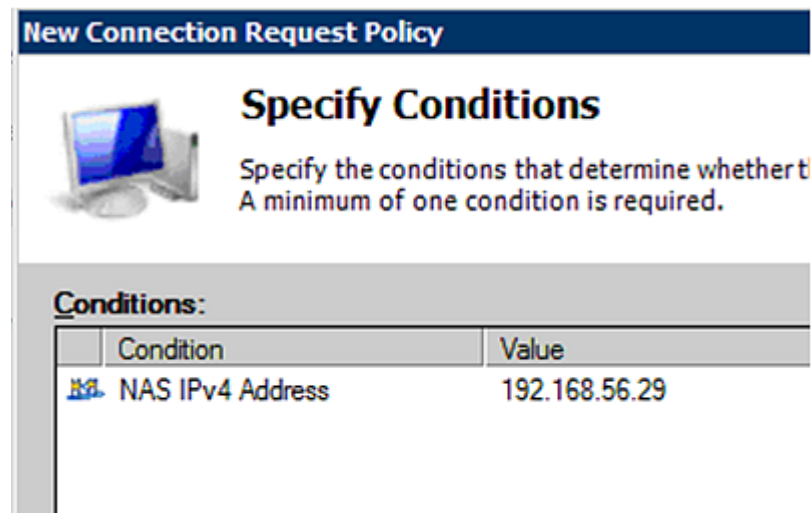 New Connection Request Policy
Specify Conditions
Specify the conditions that determine whether
A minimum of one condition is required.
Conditions:
Condition Value
NAS IPv4 Address 192.168.56.29